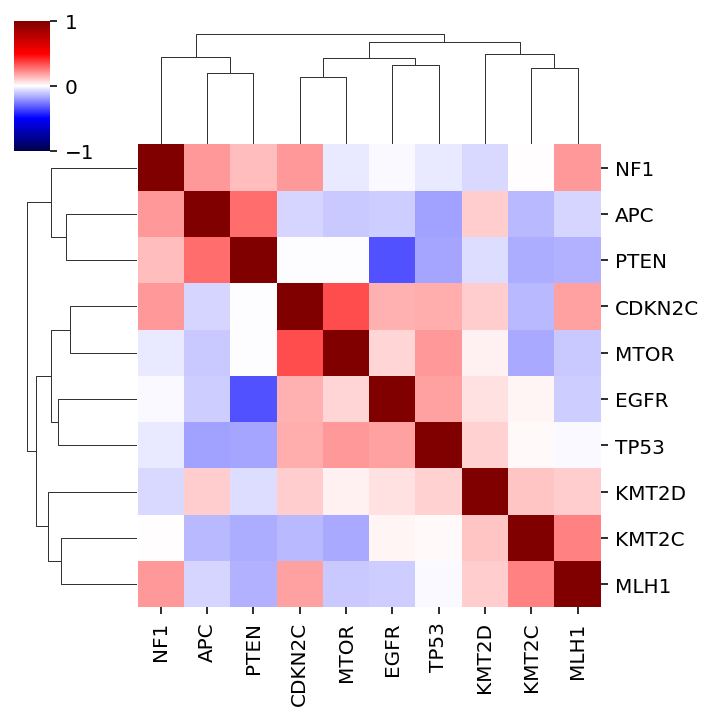 1
0
−1
NF1
APC
PTEN
CDKN2C
MTOR
EGFR
TP53
KMT2D
KMT2C
MLH1
NF1
APC
PTEN
CDKN2C
MTOR
EGFR
TP53
KMT2D
KMT2C
MLH1